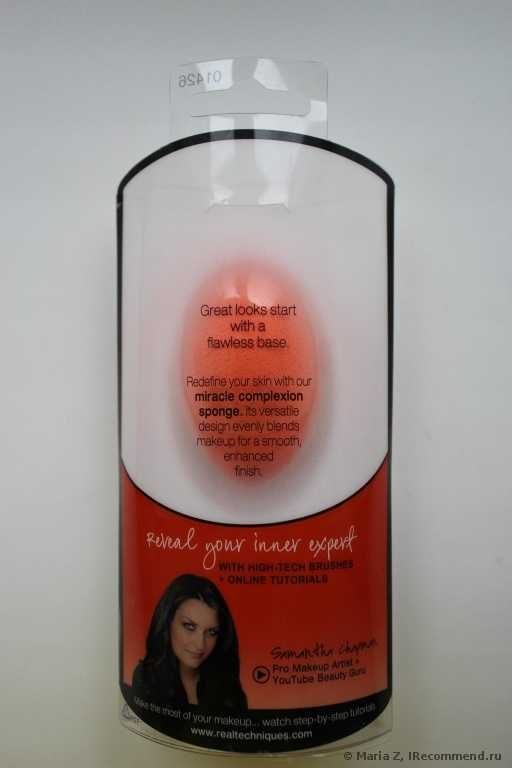 01426
Great looks start
with a
flawless base.
Redefine your skin with our
miracle complexion
sponge. Its versatile
design evenly blends
makeup for a smooth,
enhanced
finish.
Reveal your inner expert
WITH HIGH-TECH BRUSHES
+ ONLINE TUTORIALS
Samantha Chapman
Pro Makeup Artist +
YouTube Beauty Guru
Make the most of your makeup... watch step-by-step tutorials
www.realtechniques.com
© Maria Z, IRecommend.ru